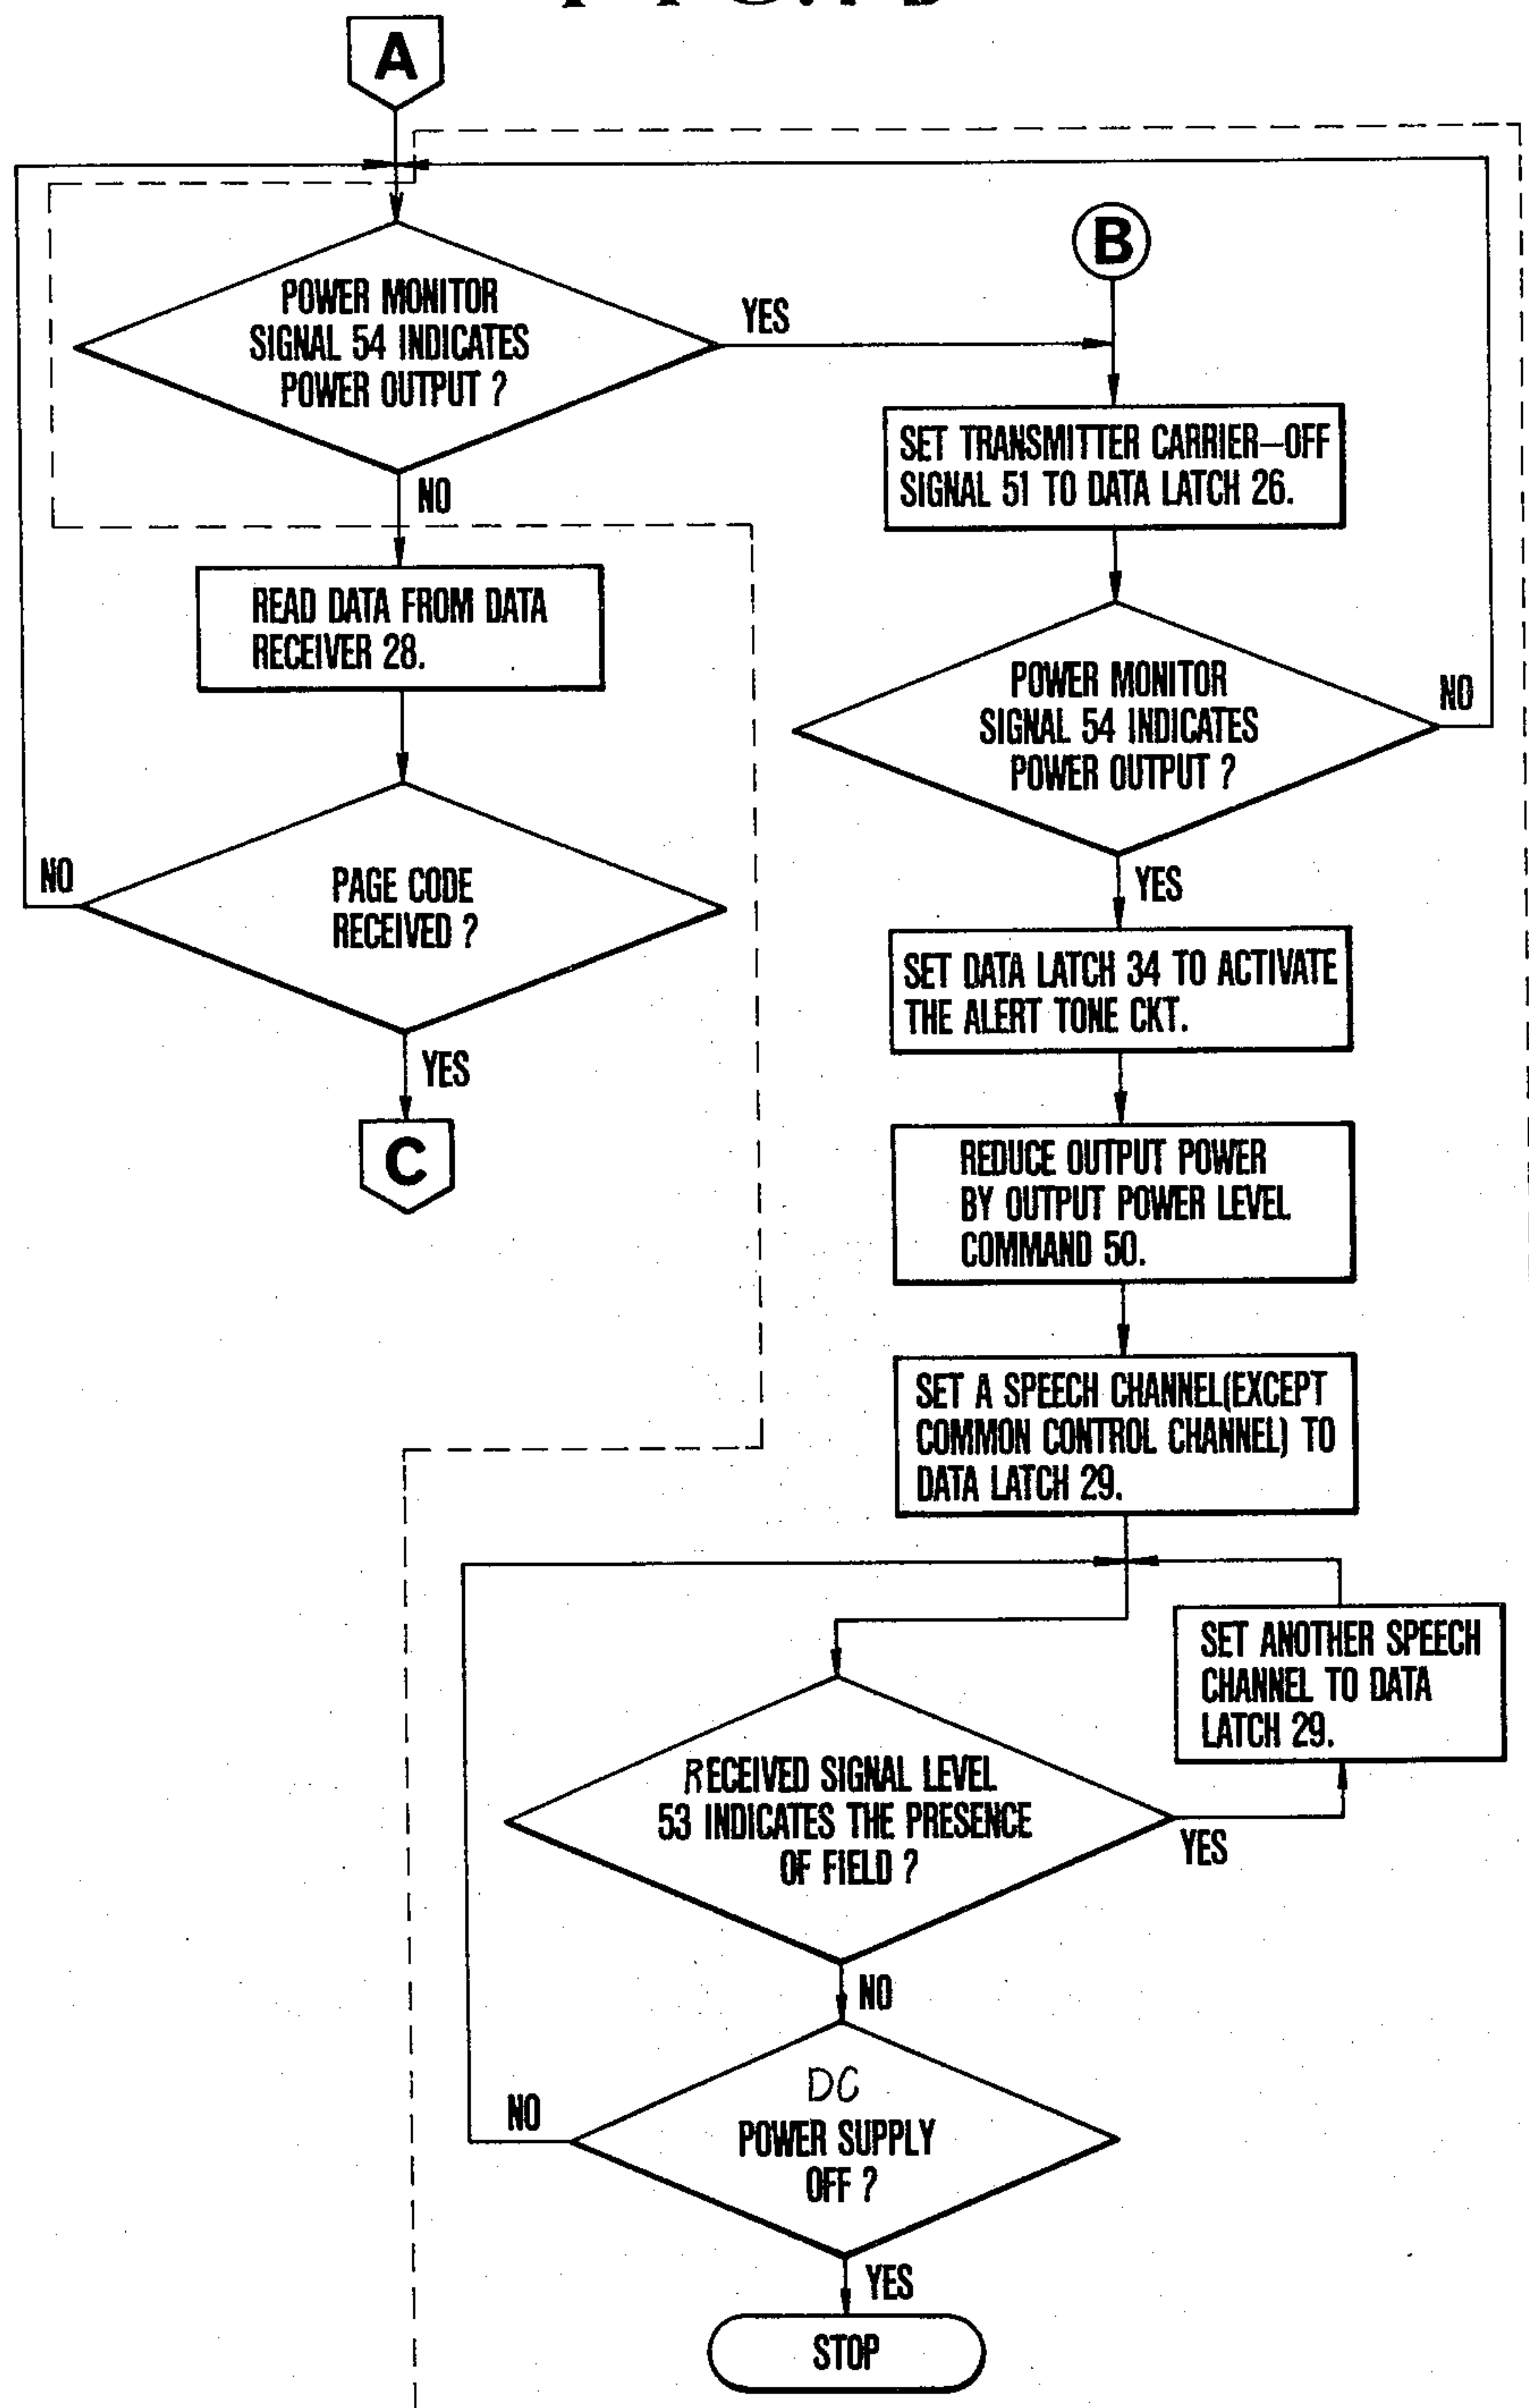 A
B
POWER MONITOR
SIGNAL 54 INDICATES
POWER OUTPUT ?
YES
NO
SET TRANSMITTER CARRIER-OFF
SIGNAL 51 TO DATA LATCH 26.
READ DATA FROM DATA
RECEIVER 28.
POWER MONITOR
SIGNAL 54 INDICATES
POWER OUTPUT ?
NO
YES
PAGE CODE
RECEIVED ?
NO
YES
C
SET DATA LATCH 34 TO ACTIVATE
THE ALERT TONE CKT.
REDUCE OUTPUT POWER
BY OUTPUT POWER LEVEL
COMMAND 50.
SET A SPEECH CHANNEL(EXCEPT
COMMON CONTROL CHANNEL) TO
DATA LATCH 29.
SET ANOTHER SPEECH
CHANNEL TO DATA
LATCH 29.
RECEIVED SIGNAL LEVEL
53 INDICATES THE PRESENCE
OF FIELD ?
YES
NO
DC
POWER SUPPLY
OFF ?
NO
YES
STOP